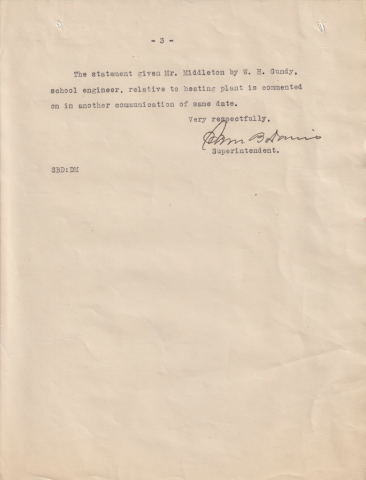 - 3 -
The statement given Mr. Middleton by W. H. Gandy,
school engineer, relative to heating plant is commented
on in another communication of same date.
Very respectfully,
Superintendent.
SBD:DM